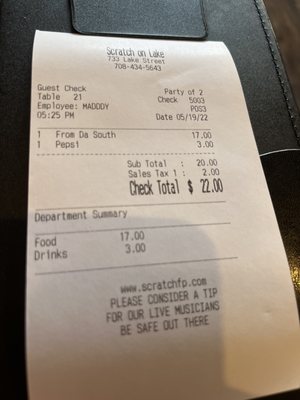 Scratch on Lake
733 Lake Street
708-434-5643
Guest Check
Table 21 Party of 2
Employee: MADDDY Check 5003
05:25 PM POS3
Date 05/19/22
1 From Da South 17.00
1 Pepsi 3.00
Sub Total : 20.00
Sales Tax 1 : 2.00
Check Total $ 22.00
Department Summary
Food 17.00
Drinks 3.00
www.scratchfp.com
PLEASE CONSIDER A TIP
FOR OUR LIVE MUSICIANS
BE SAFE OUT THERE